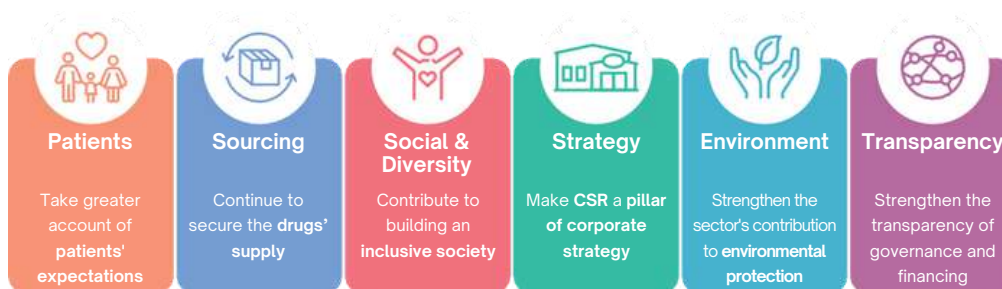 Patients
Take greater
account of
patients'
expectations
Sourcing
Continue to
secure the drugs'
supply
Social &
Diversity
Contribute to
building an
inclusive society
Strategy
Make CSR a pillar
of corporate
strategy
Environment
Strengthen the
sector's contribution
to environmental
protection
Transparency
Strengthen the
transparency of
governance and
financing